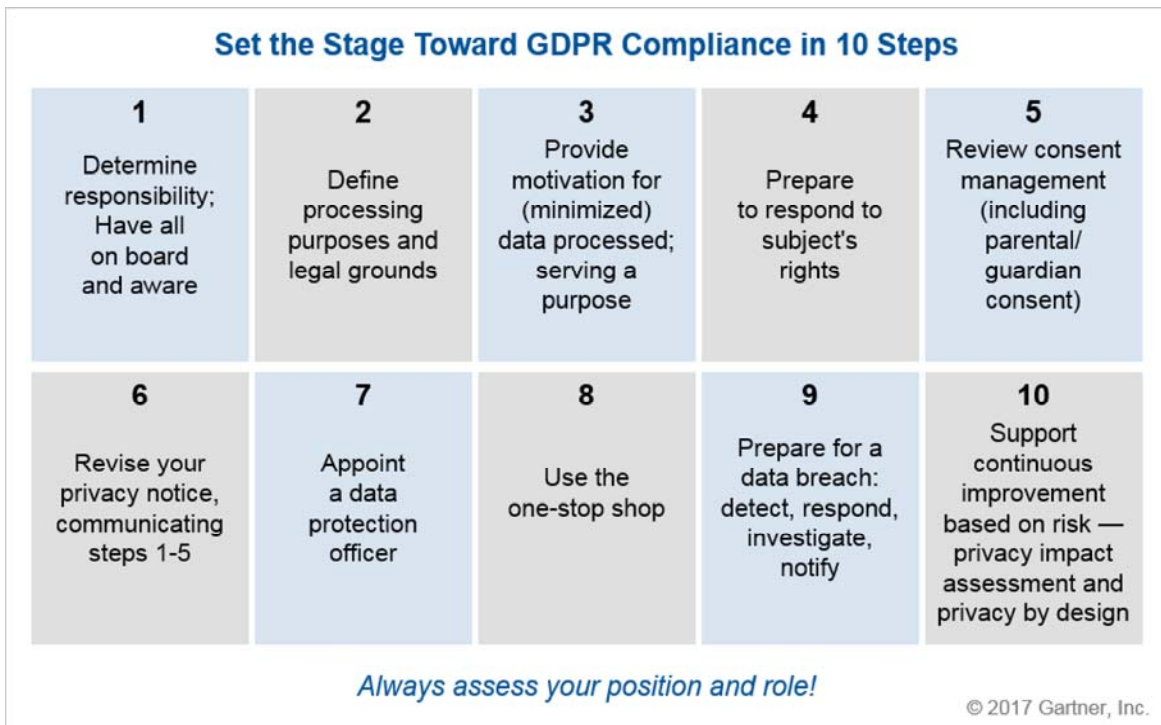 Set the Stage Toward GDPR Compliance in 10 Steps
1
Determine
responsibility;
Have all
on board
and aware
2
Define
processing
purposes and
legal grounds
3
Provide
motivation for
(minimized)
data processed;
serving a
purpose
4
Prepare
to respond to
subject's
rights
5
Review consent
management
(including
parental/
guardian
consent)
6
Revise your
privacy notice,
communicating
steps 1-5
7
Appoint
a data
protection
officer
8
Use the
one-stop shop
9
Prepare for a
data breach:
detect, respond,
investigate,
notify
10
Support
continuous
improvement
based on risk —
privacy impact
assessment and
privacy by design
Always assess your position and role!
© 2017 Gartner, Inc.